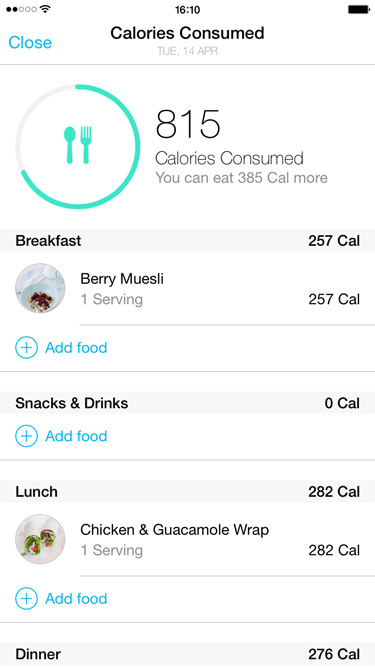 16:10
Close
Calories Consumed
TUE, 14 APR
815
Calories Consumed
You can eat 385 Cal more
Breakfast 257 Cal
Berry Muesli
1 Serving 257 Cal
Add food
Snacks & Drinks 0 Cal
Add food
Lunch 282 Cal
Chicken & Guacamole Wrap
1 Serving 282 Cal
Add food
Dinner 276 Cal